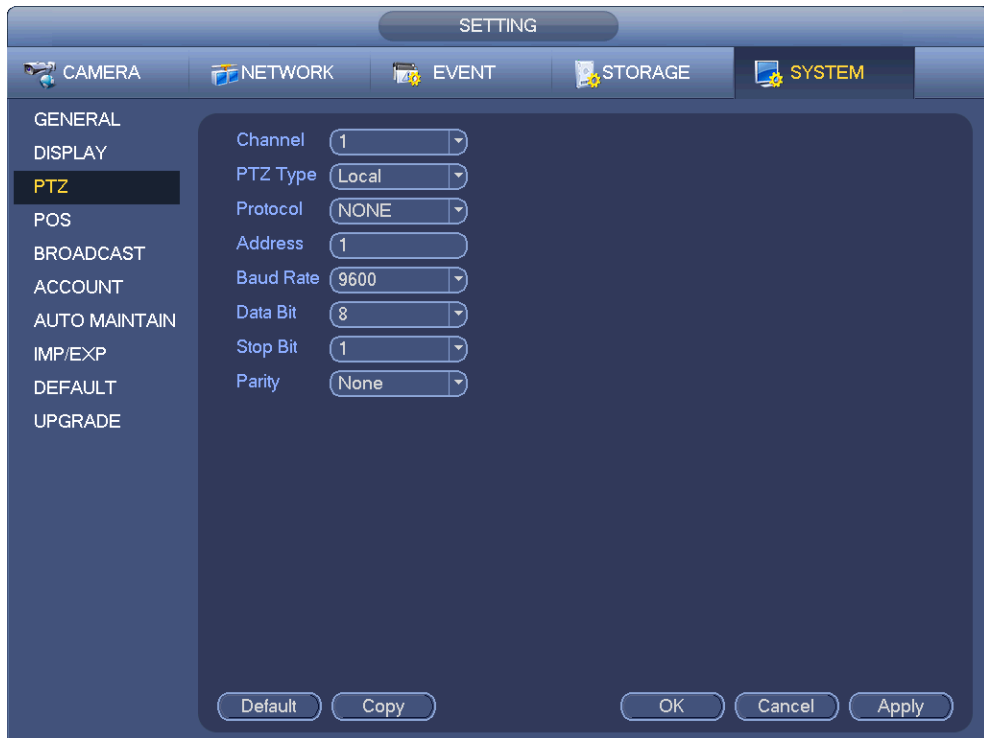 SETTING
CAMERA NETWORK EVENT STORAGE SYSTEM
GENERAL
DISPLAY
PTZ
POS
BROADCAST
ACCOUNT
AUTO MAINTAIN
IMP/EXP
DEFAULT
UPGRADE
Channel 1
PTZ Type Local
Protocol NONE
Address 1
Baud Rate 9600
Data Bit 8
Stop Bit 1
Parity None
Default Copy OK Cancel Apply